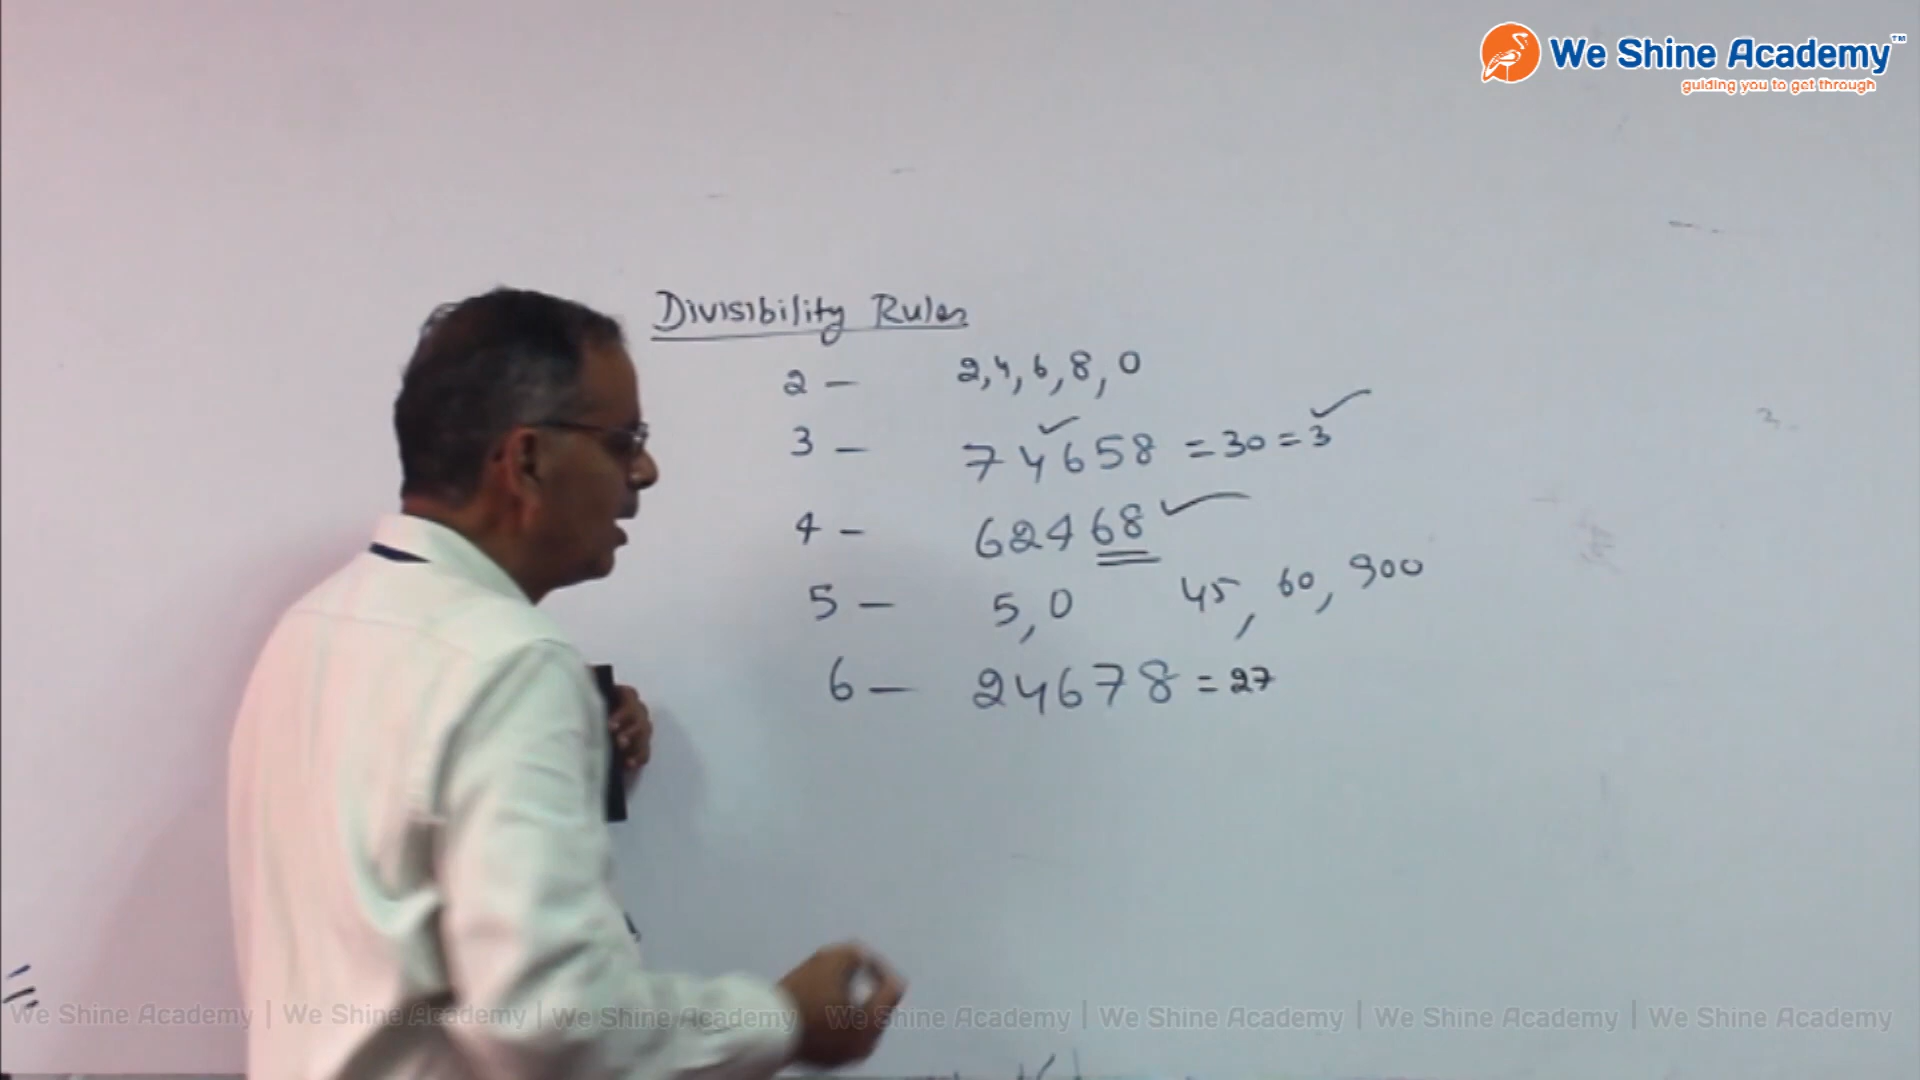 We Shine Academy™
guiding you to get through
Divisibility Rules
2 - 2,4,6,8,0
3 - 74658 = 30 = 3 ✓
4 - 62468 ✓
5 - 5,0 45, 60, 900
6 - 24678 = 27
We Shine Academy | We Shine Academy | We Shine Academy | We Shine Academy | We Shine Academy | We Shine Academy | We Shine Academy